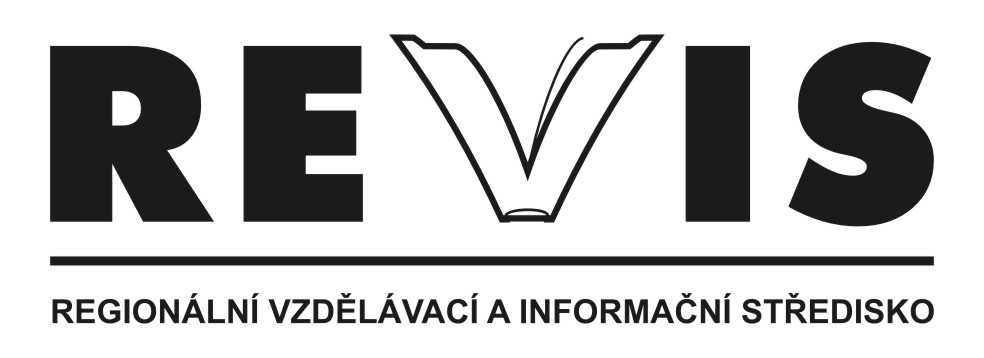 REVIS
REGIONÁLNÍ VZDĚLÁVACÍ A INFORMAČNÍ STŘEDISKO